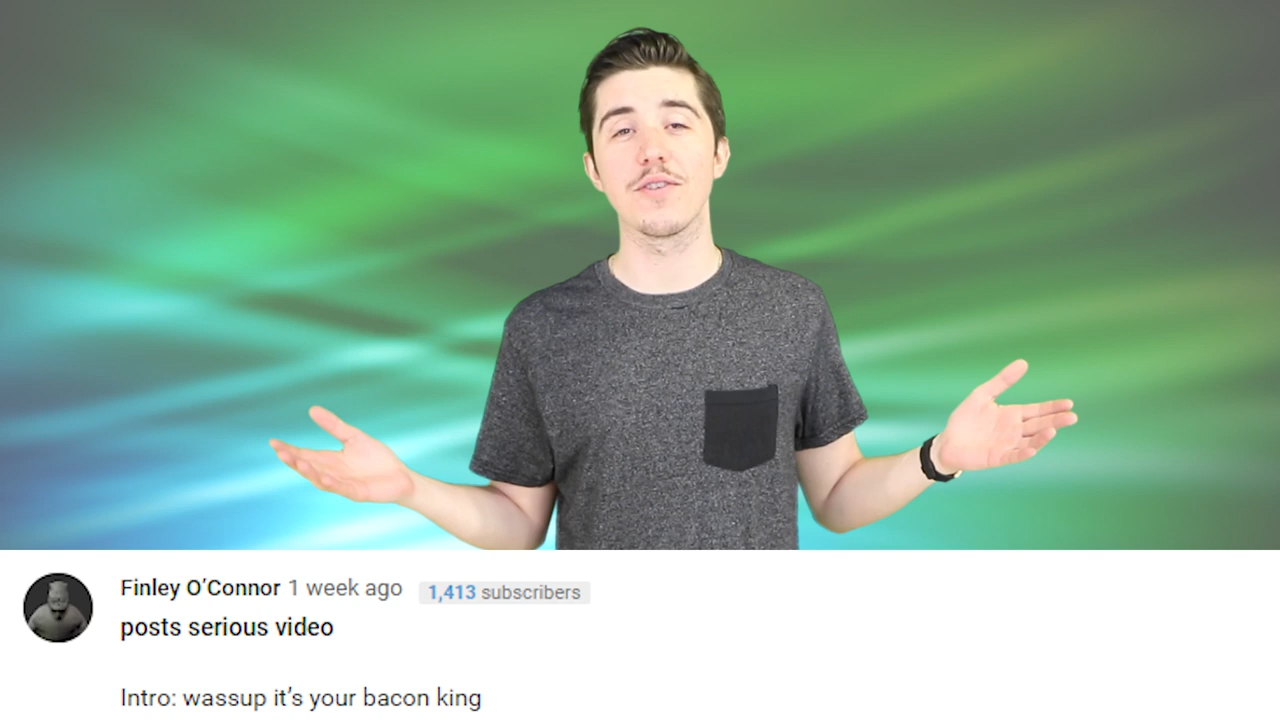 Finley O’Connor 1 week ago 1,413 subscribers
posts serious video
Intro: wassup it’s your bacon king